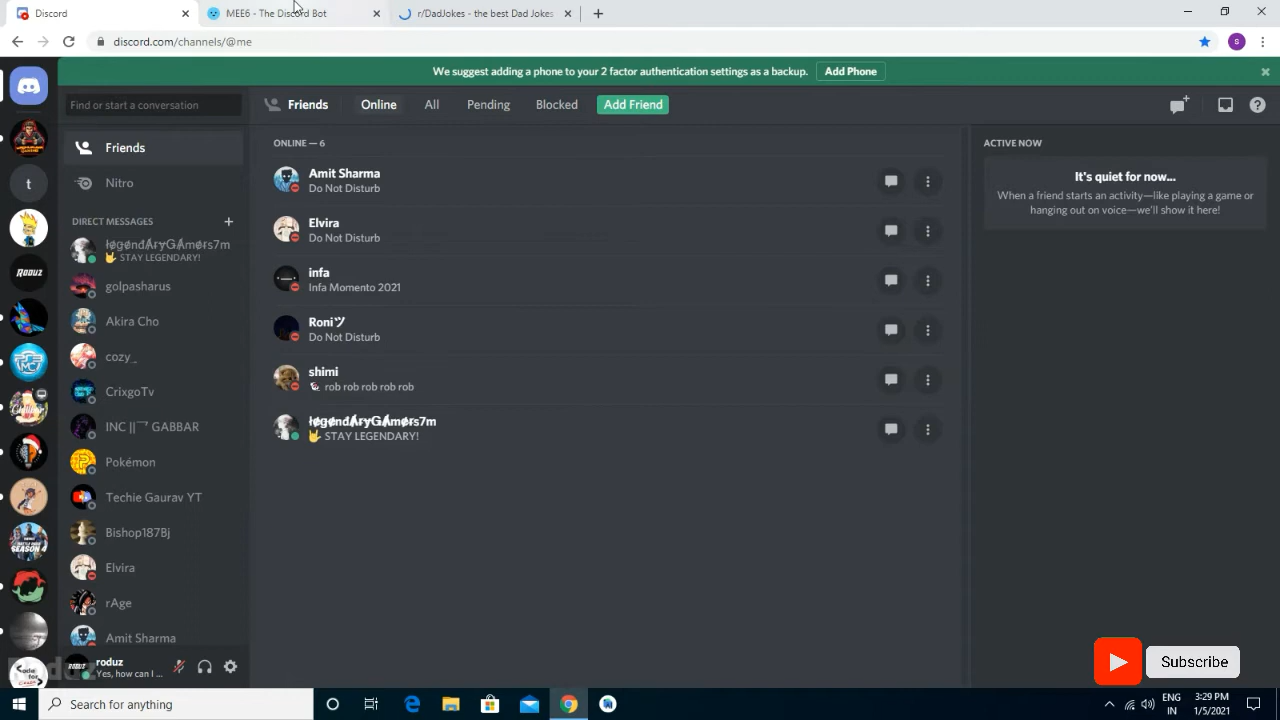 Discord
MEE6 - The Discord Bot
r/DadJokes - the best Dad Jokes
discord.com/channels/@me
s
We suggest adding a phone to your 2 factor authentication settings as a backup.
Add Phone
Find or start a conversation
Friends
Online
All
Pending
Blocked
Add Friend
Friends
Nitro
DIRECT MESSAGES
🤟 STAY LEGENDARY!
golpasharus
Akira Cho
cozy_
CrixgoTv
INC ||乛 GABBAR
Pokémon
Techie Gaurav YT
Bishop187Bj
Elvira
rAge
Amit Sharma
roduz
Yes, how can I ...
t
RODUZ
ONLINE — 6
Amit Sharma
Do Not Disturb
Elvira
Do Not Disturb
infa
Infa Momento 2021
Roniツ
Do Not Disturb
shimi
rob rob rob rob rob
🤟 STAY LEGENDARY!
ACTIVE NOW
It's quiet for now...
When a friend starts an activity—like playing a game or
hanging out on voice—we'll show it here!
Subscribe
Search for anything
ENG
IN
3:29 PM
1/5/2021